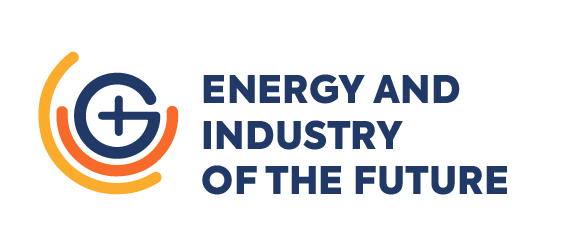 ENERGY AND
INDUSTRY
OF THE FUTURE